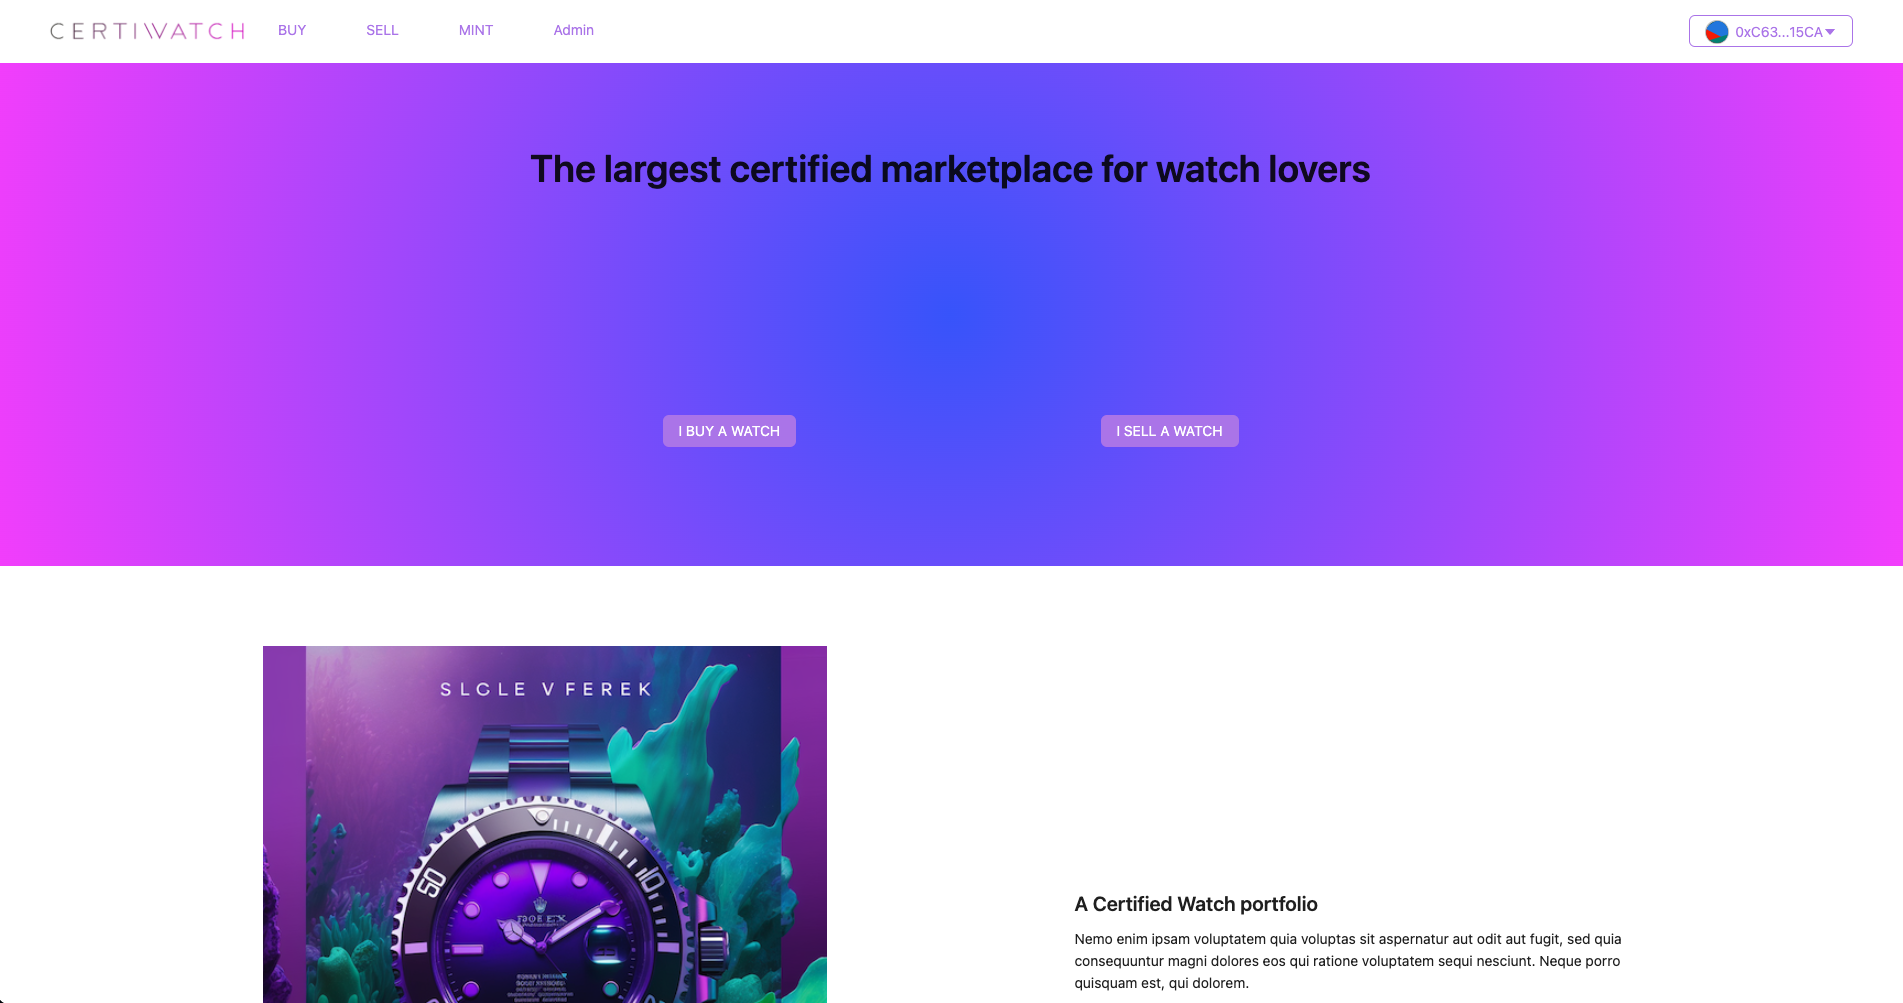 CERTIWATCH BUY SELL MINT Admin 0xC63...15CA
The largest certified marketplace for watch lovers
I BUY A WATCH I SELL A WATCH
SLCLE VFEREK
50 10
A Certified Watch portfolio
Nemo enim ipsam voluptatem quia voluptas sit aspernatur aut odit aut fugit, sed quia
consequuntur magni dolores eos qui ratione voluptatem sequi nesciunt. Neque porro
quisquam est, qui dolorem.